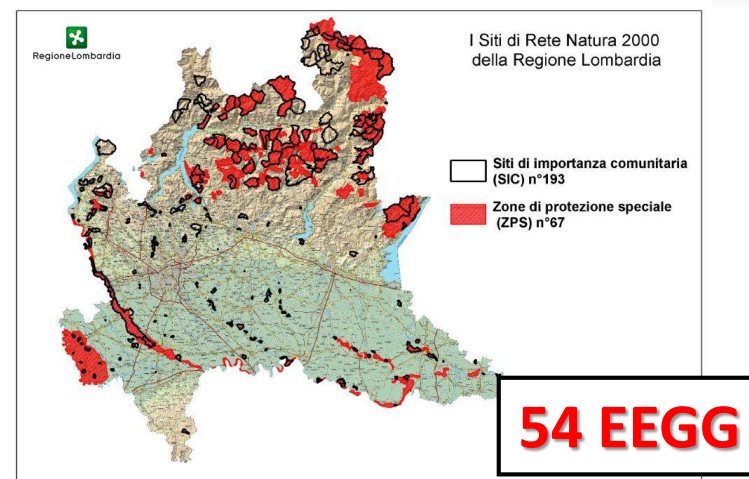 RegioneLombardia
I Siti di Rete Natura 2000
della Regione Lombardia
Siti di importanza comunitaria
(SIC) n°193
Zone di protezione speciale
(ZPS) n°67
54 EEGG